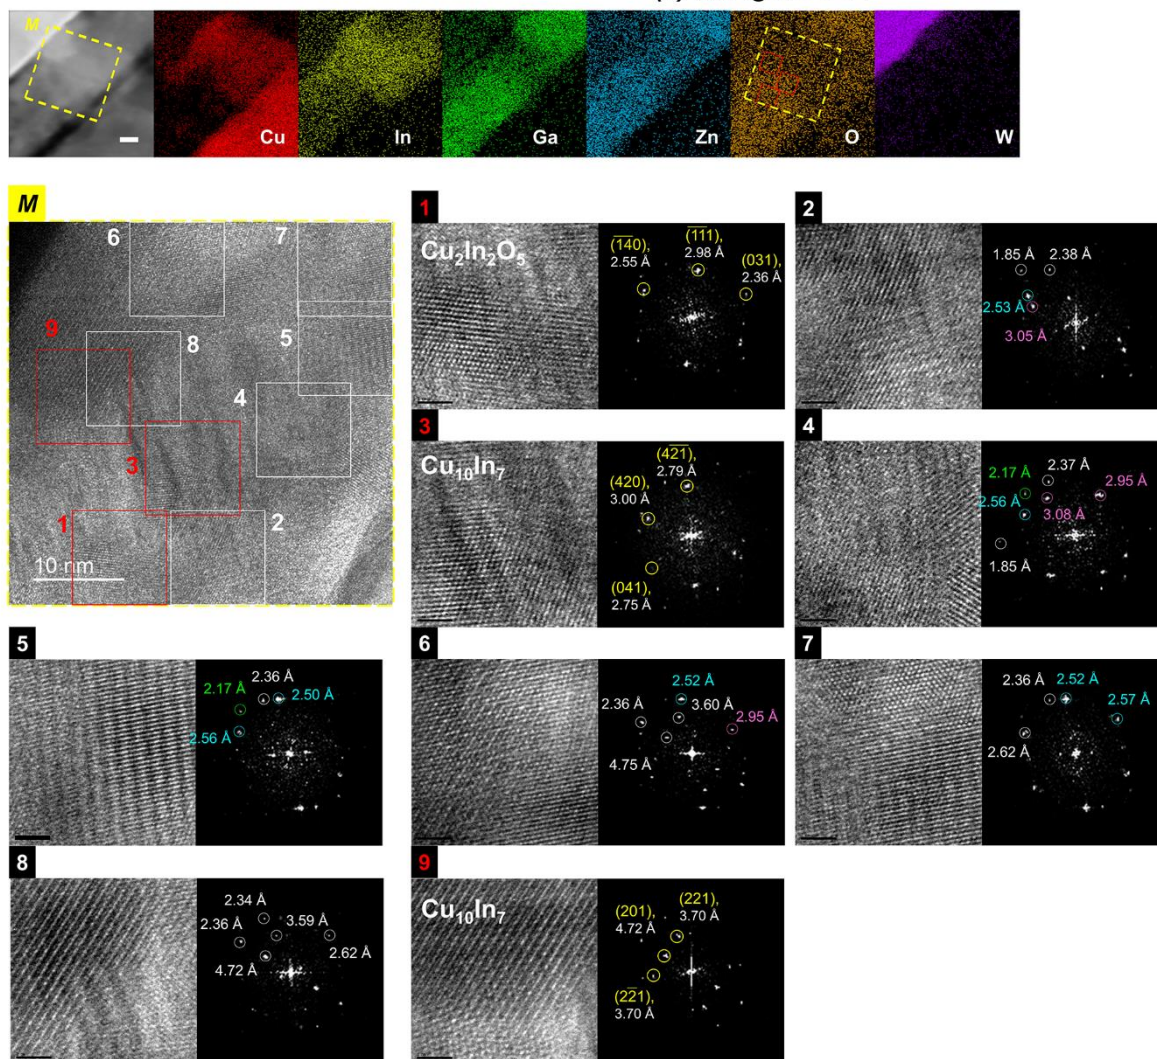 M
Cu
In
Ga
Zn
O
W
M
6
7
9
8
5
4
3
1
2
10 nm
1
Cu₂In₂O₅
(1̅4̅0),
2.55 Å
(1̅1̅1),
2.98 Å
(031),
2.36 Å
2
1.85 Å
2.38 Å
2.53 Å
3.05 Å
3
Cu₁₀In₇
(420),
3.00 Å
(42̅1̅),
2.79 Å
(041),
2.75 Å
4
2.17 Å
2.37 Å
2.95 Å
2.56 Å
3.08 Å
1.85 Å
5
2.36 Å
2.17 Å
2.50 Å
2.56 Å
6
2.52 Å
2.36 Å
3.60 Å
2.95 Å
4.75 Å
7
2.36 Å
2.52 Å
2.57 Å
2.62 Å
8
2.34 Å
2.36 Å
3.59 Å
4.72 Å
2.62 Å
9
Cu₁₀In₇
(201),
4.72 Å
(221),
3.70 Å
(22̅1),
3.70 Å